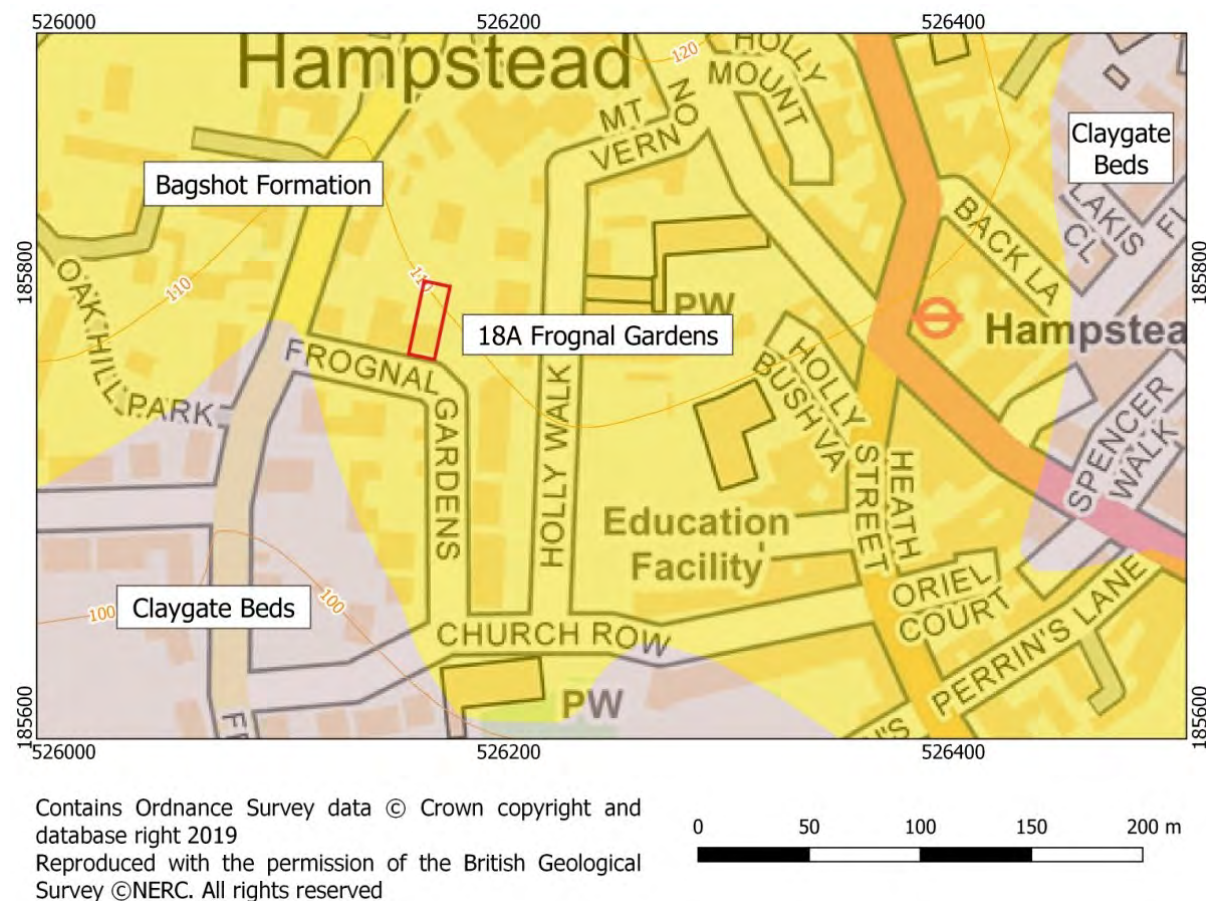 526000
526200
526400
Hampstead
120
HOLLY
MOUNT
MT
VERNON
Claygate
Beds
Bagshot Formation
BACK LA
LAKIS
CL
185800
185800
OAK HILL PARK
110
110
PW
18A Frognal Gardens
Hampstea
FROGNAL
GARDENS
HOLLY WALK
HOLLY
BUSH
VA
STREET
HEATH
SPENCER
WALK
Education
Facility
ORIEL
COURT
100
Claygate Beds
100
CHURCH ROW
PERRIN'S LANE
PW
185600
185600
526000
526200
526400
Contains Ordnance Survey data © Crown copyright and
database right 2019
Reproduced with the permission of the British Geological
Survey ©NERC. All rights reserved
0 50 100 150 200 m